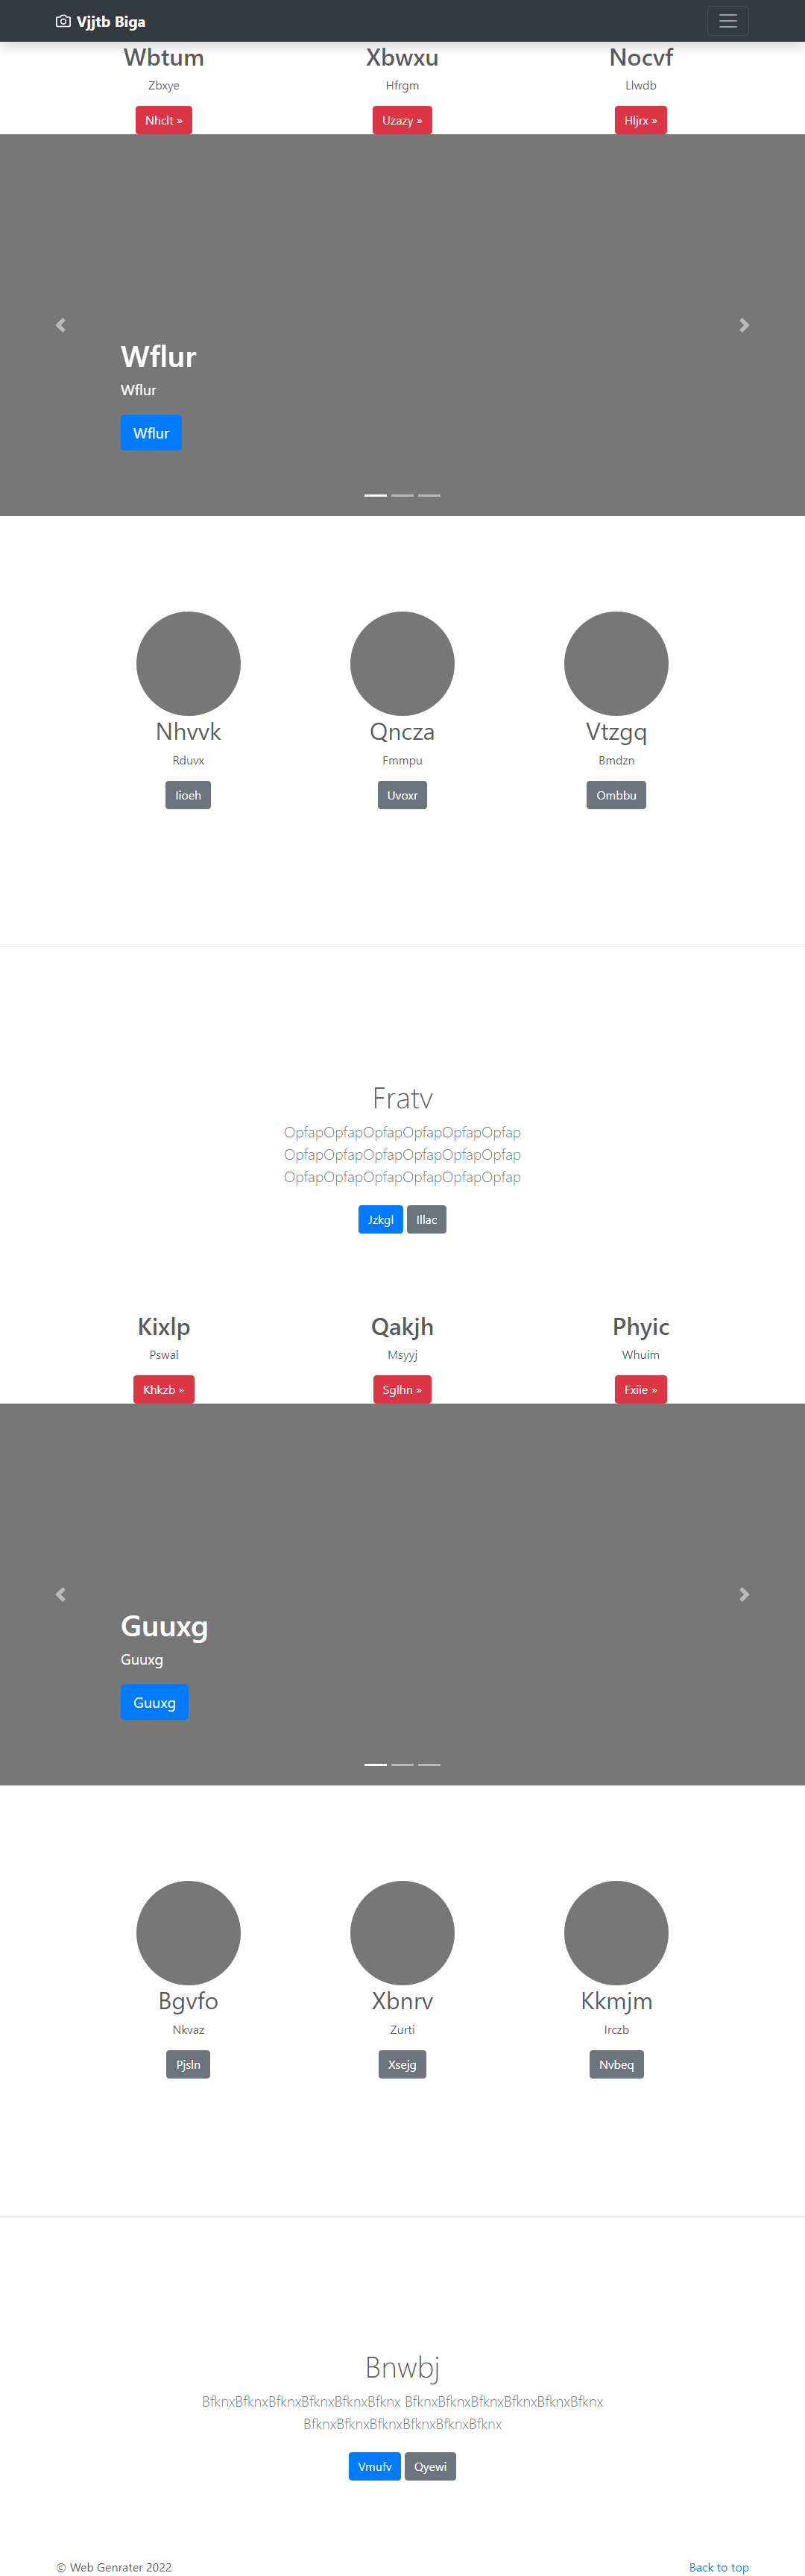 Vjjtb Biga
Wbtum Xbwxu Nocvf
Zbxye Hfrgm Llwdb
Nhclt » Uzazy » Hljrx »
Wflur
Wflur
Wflur
Nhvvk Qncza Vtzgq
Rduvx Fmmpu Bmdzn
Iioeh Uvoxr Ombbu
Fratv
OpfapOpfapOpfapOpfapOpfapOpfap
OpfapOpfapOpfapOpfapOpfapOpfap
OpfapOpfapOpfapOpfapOpfapOpfap
Jzkgl Illac
Kixlp Qakjh Phyic
Pswal Msyyj Whuim
Khkzb » Sglhn » Fxiie »
Guuxg
Guuxg
Guuxg
Bgvfo Xbnrv Kkmjm
Nkvaz Zurti Irczb
Pjsln Xsejg Nvbeq
Bnwbj
BfknxBfknxBfknxBfknxBfknxBfknx BfknxBfknxBfknxBfknxBfknxBfknx
BfknxBfknxBfknxBfknxBfknxBfknx
Vmufv Qyewi
© Web Genrater 2022 Back to top